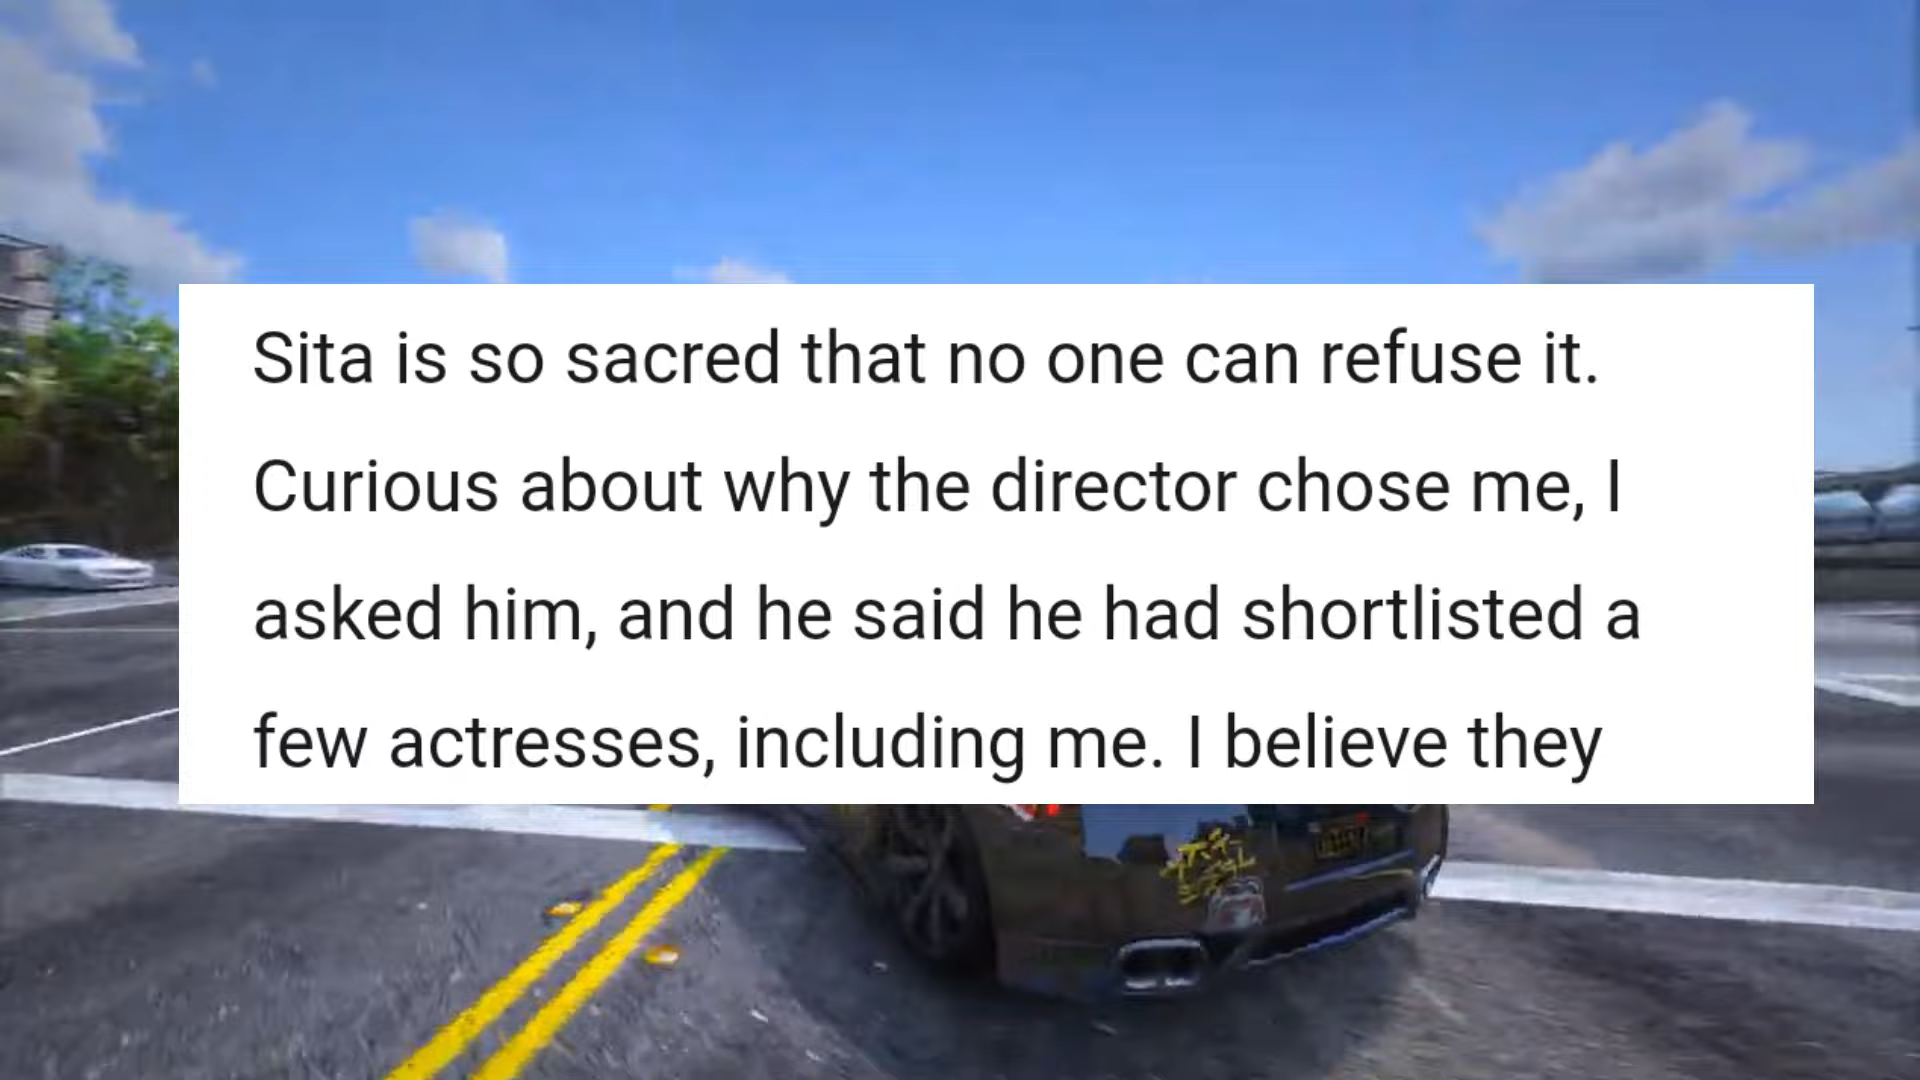 Sita is so sacred that no one can refuse it.
Curious about why the director chose me, I
asked him, and he said he had shortlisted a
few actresses, including me. I believe they